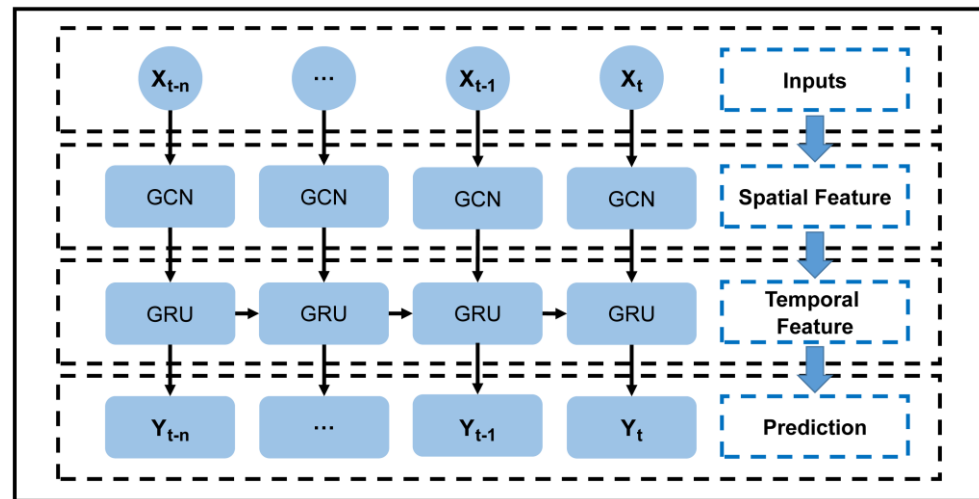 Xt-n ... Xt-1 Xt Inputs
GCN GCN GCN GCN Spatial Feature
GRU GRU GRU GRU Temporal
Feature
Yt-n ... Yt-1 Yt Prediction